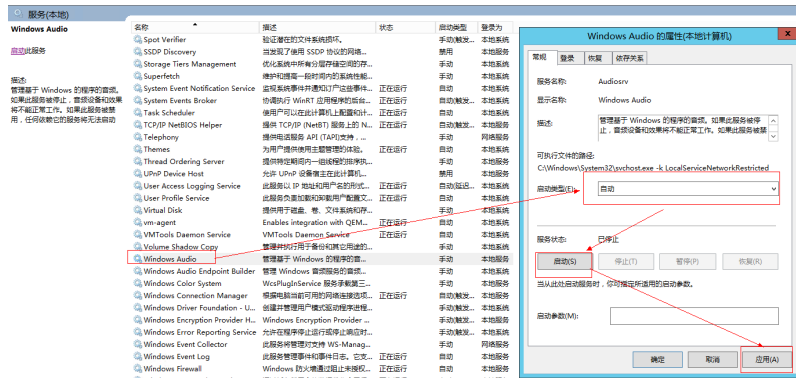 服务(本地)
Windows Audio
启动此服务
描述:
管理基于 Windows 的程序的音频。
如果此服务被停止，音频设备和效果
将不能正常工作。如果此服务被禁
用，任何依赖它的服务将无法启动
名称 描述 状态 启动类型 登录为
Spot Verifier 验证潜在的文件系统损坏。 手动(触发... 本地系统
SSDP Discovery 当发现了使用 SSDP 协议的网络... 禁用 本地服务
Storage Tiers Management 优化系统中所有分层存储空间的存... 手动 本地系统
Superfetch 维护和提高一段时间内的系统性能... 手动 本地系统
System Event Notification Service 监视系统事件并通知订户这些事件... 正在运行 自动 本地系统
System Events Broker 协调执行 WinRT 应用程序的后台... 正在运行 自动(触发... 本地系统
Task Scheduler 使用户可以在此计算机上配置和计... 正在运行 自动 本地系统
TCP/IP NetBIOS Helper 提供 TCP/IP (NetBT) 服务上的 N... 正在运行 自动(触发... 本地服务
Telephony 提供电话服务 API (TAPI)支持，... 手动 网络服务
Themes 为用户提供使用主题管理的体验。 正在运行 自动 本地系统
Thread Ordering Server 提供特定期间内一组线程的排序执... 手动 本地服务
UPnP Device Host 允许 UPnP 设备宿主在此计算机... 禁用 本地服务
User Access Logging Service 此服务以 IP 地址和用户名的形式... 正在运行 自动(延迟... 本地系统
User Profile Service 此服务负责加载和卸载用户配置文... 正在运行 自动 本地系统
Virtual Disk 提供用于磁盘、卷、文件系统和存... 手动 本地系统
vm-agent Enables integration with QEM... 正在运行 自动 本地系统
VMTools Daemon Service VMTools Daemon Service 正在运行 自动 本地系统
Volume Shadow Copy 管理并执行用于备份和其它用途的... 手动 本地系统
Windows Audio 管理基于 Windows 的程序的音... 手动 本地服务
Windows Audio Endpoint Builder 管理 Windows 音频服务的音频... 手动 本地系统
Windows Color System WcsPlugInService 服务承载第三... 手动 本地服务
Windows Connection Manager 根据电脑当前可用的网络连接选项... 正在运行 自动(触发... 本地服务
Windows Driver Foundation - U... 创建并管理用户模式驱动程序进程... 手动(触发... 本地系统
Windows Encryption Provider H... Windows Encryption Provider ... 手动(触发... 本地服务
Windows Error Reporting Service 允许在程序停止运行或停止响应时... 手动(触发... 本地系统
Windows Event Collector 此服务将管理对支持 WS-Manag... 手动 网络服务
Windows Event Log 此服务管理事件和事件日志。它支... 正在运行 自动 本地服务
Windows Firewall Windows 防火墙通过阻止未授权... 正在运行 自动 本地服务
Windows Audio 的属性(本地计算机)
x
常规 登录 恢复 依存关系
服务名称: Audiosrv
显示名称: Windows Audio
描述: 管理基于 Windows 的程序的音频。如果此服务被停
止，音频设备和效果将不能正常工作。如果此服务被禁
可执行文件的路径:
C:\Windows\System32\svchost.exe -k LocalServiceNetworkRestricted
启动类型(E): 自动
服务状态: 已停止
启动(S) 停止(T) 暂停(P) 恢复(R)
当从此处启动服务时，你可指定所适用的启动参数。
启动参数(M):
确定 取消 应用(A)